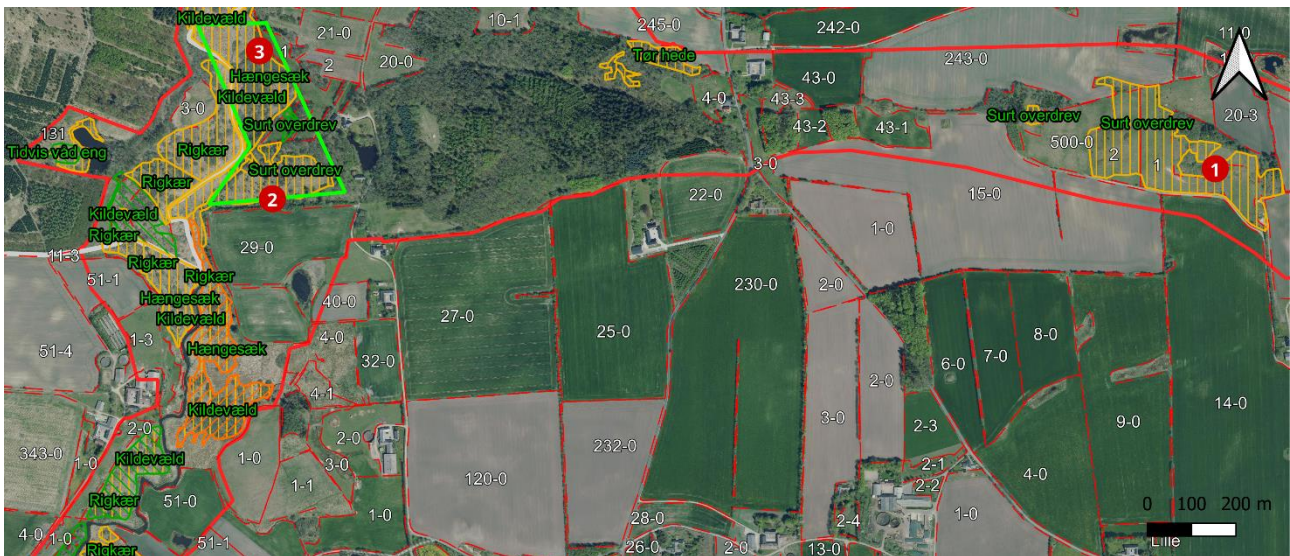 Kildevæld
3
1
21-0
2
20-0
10-1
245-0
242-0
11-0
Tør hede
243-0
43-0
Hængesæk
Kildevæld
3-0
4-0
43-3
43-2
43-1
20-3
Surt overdrev
Surt overdrev
Surt overdrev
131
Tidvis våd eng
Rigkær
500-0
2
1
1
3-0
Surt overdrev
Rigkær
2
22-0
15-0
Kildevæld
Rigkær
11-3
29-0
1-0
Rigkær
51-1
Rigkær
2-0
230-0
Hængesæk
40-0
Kildevæld
27-0
25-0
1-3
4-0
51-4
Hængesæk
32-0
8-0
7-0
6-0
2-0
4-1
14-0
Kildevæld
9-0
2-0
2-3
343-0
1-0
2-0
1-0
3-0
232-0
3-0
Kildevæld
2-1
4-0
120-0
1-1
2-2
Rigkær
51-0
0 100 200 m
1-0
28-0
2-4
1-0
4-0
1-0
51-1
26-0
2-0
13-0
Lille
Rigkær